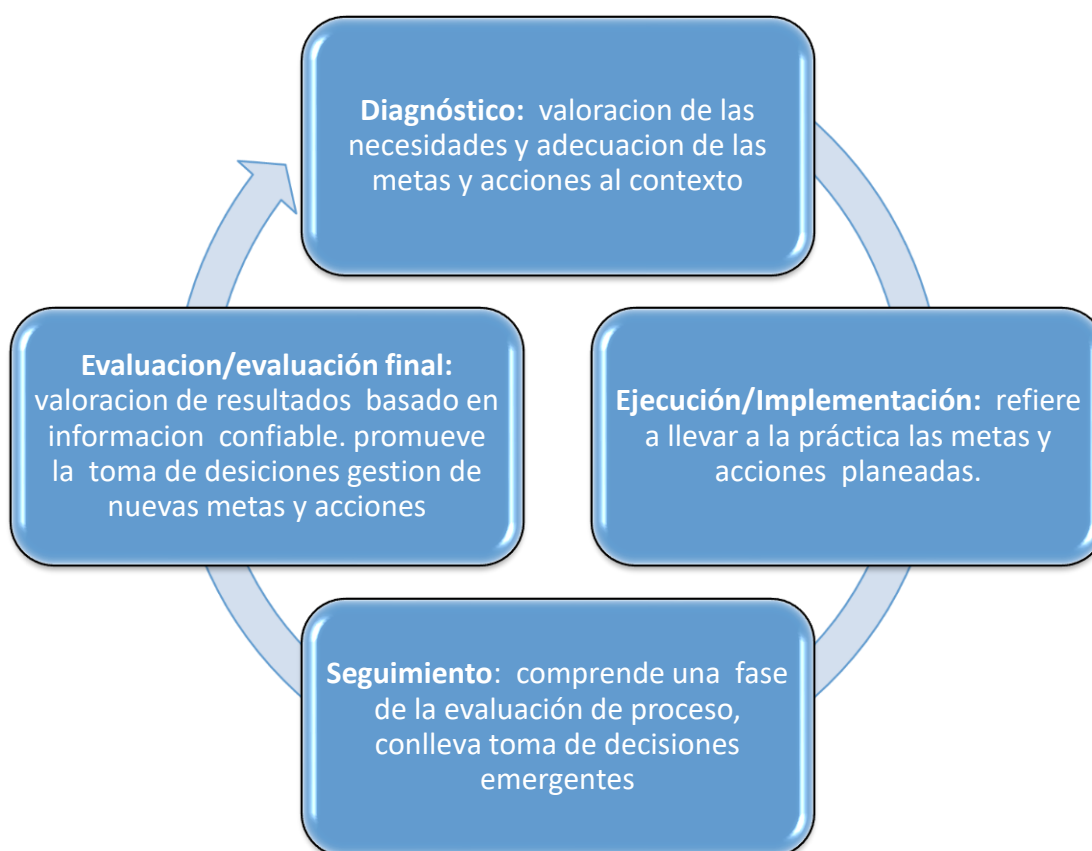 Diagnóstico: valoracion de las
necesidades y adecuacion de las
metas y acciones al contexto
Ejecución/Implementación: refiere
a llevar a la práctica las metas y
acciones planeadas.
Seguimiento: comprende una fase
de la evaluación de proceso,
conlleva toma de decisiones
emergentes
Evaluacion/evaluación final:
valoracion de resultados basado en
informacion confiable. promueve
la toma de desiciones gestion de
nuevas metas y acciones